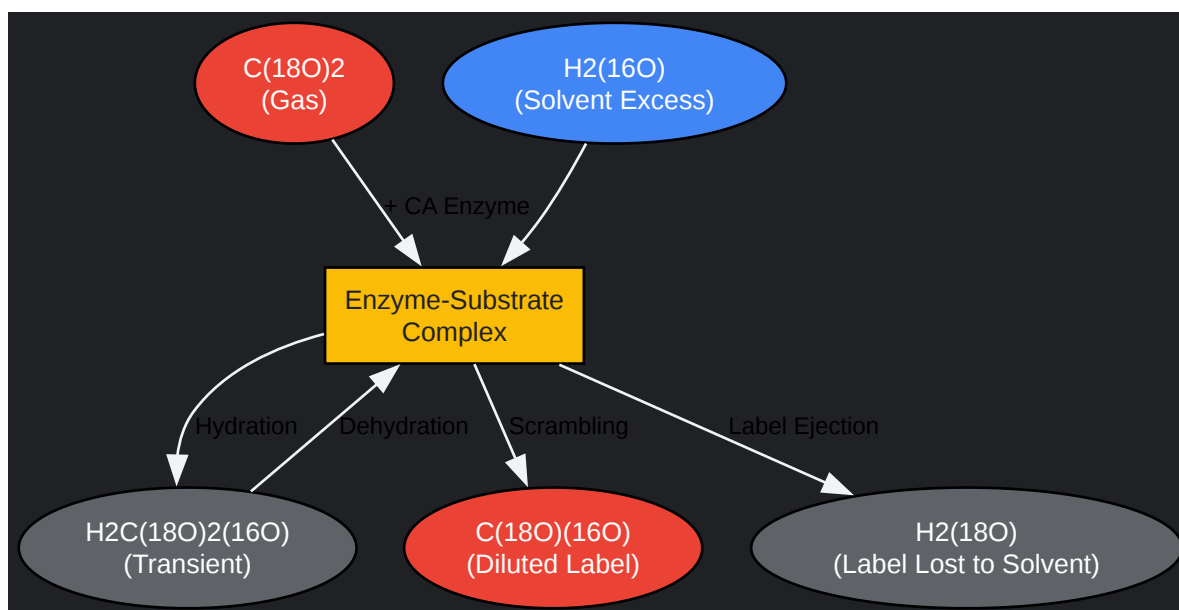 C(18O)2
(Gas)
H2(16O)
(Solvent Excess)
+ CA Enzyme
Enzyme-Substrate
Complex
Hydration
Dehydration
Scrambling
Label Ejection
H2C(18O)2(16O)
(Transient)
C(18O)(16O)
(Diluted Label)
H2(18O)
(Label Lost to Solvent)